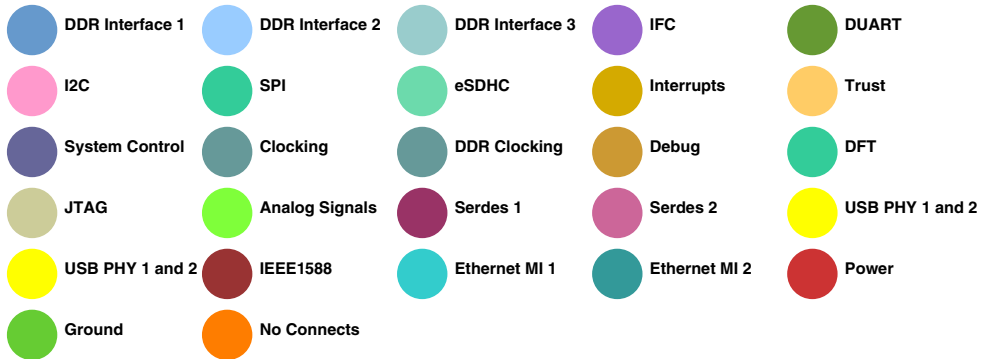 DDR Interface 1
DDR Interface 2
DDR Interface 3
IFC
DUART
I2C
SPI
eSDHC
Interrupts
Trust
System Control
Clocking
DDR Clocking
Debug
DFT
JTAG
Analog Signals
Serdes 1
Serdes 2
USB PHY 1 and 2
USB PHY 1 and 2
IEEE1588
Ethernet MI 1
Ethernet MI 2
Power
Ground
No Connects